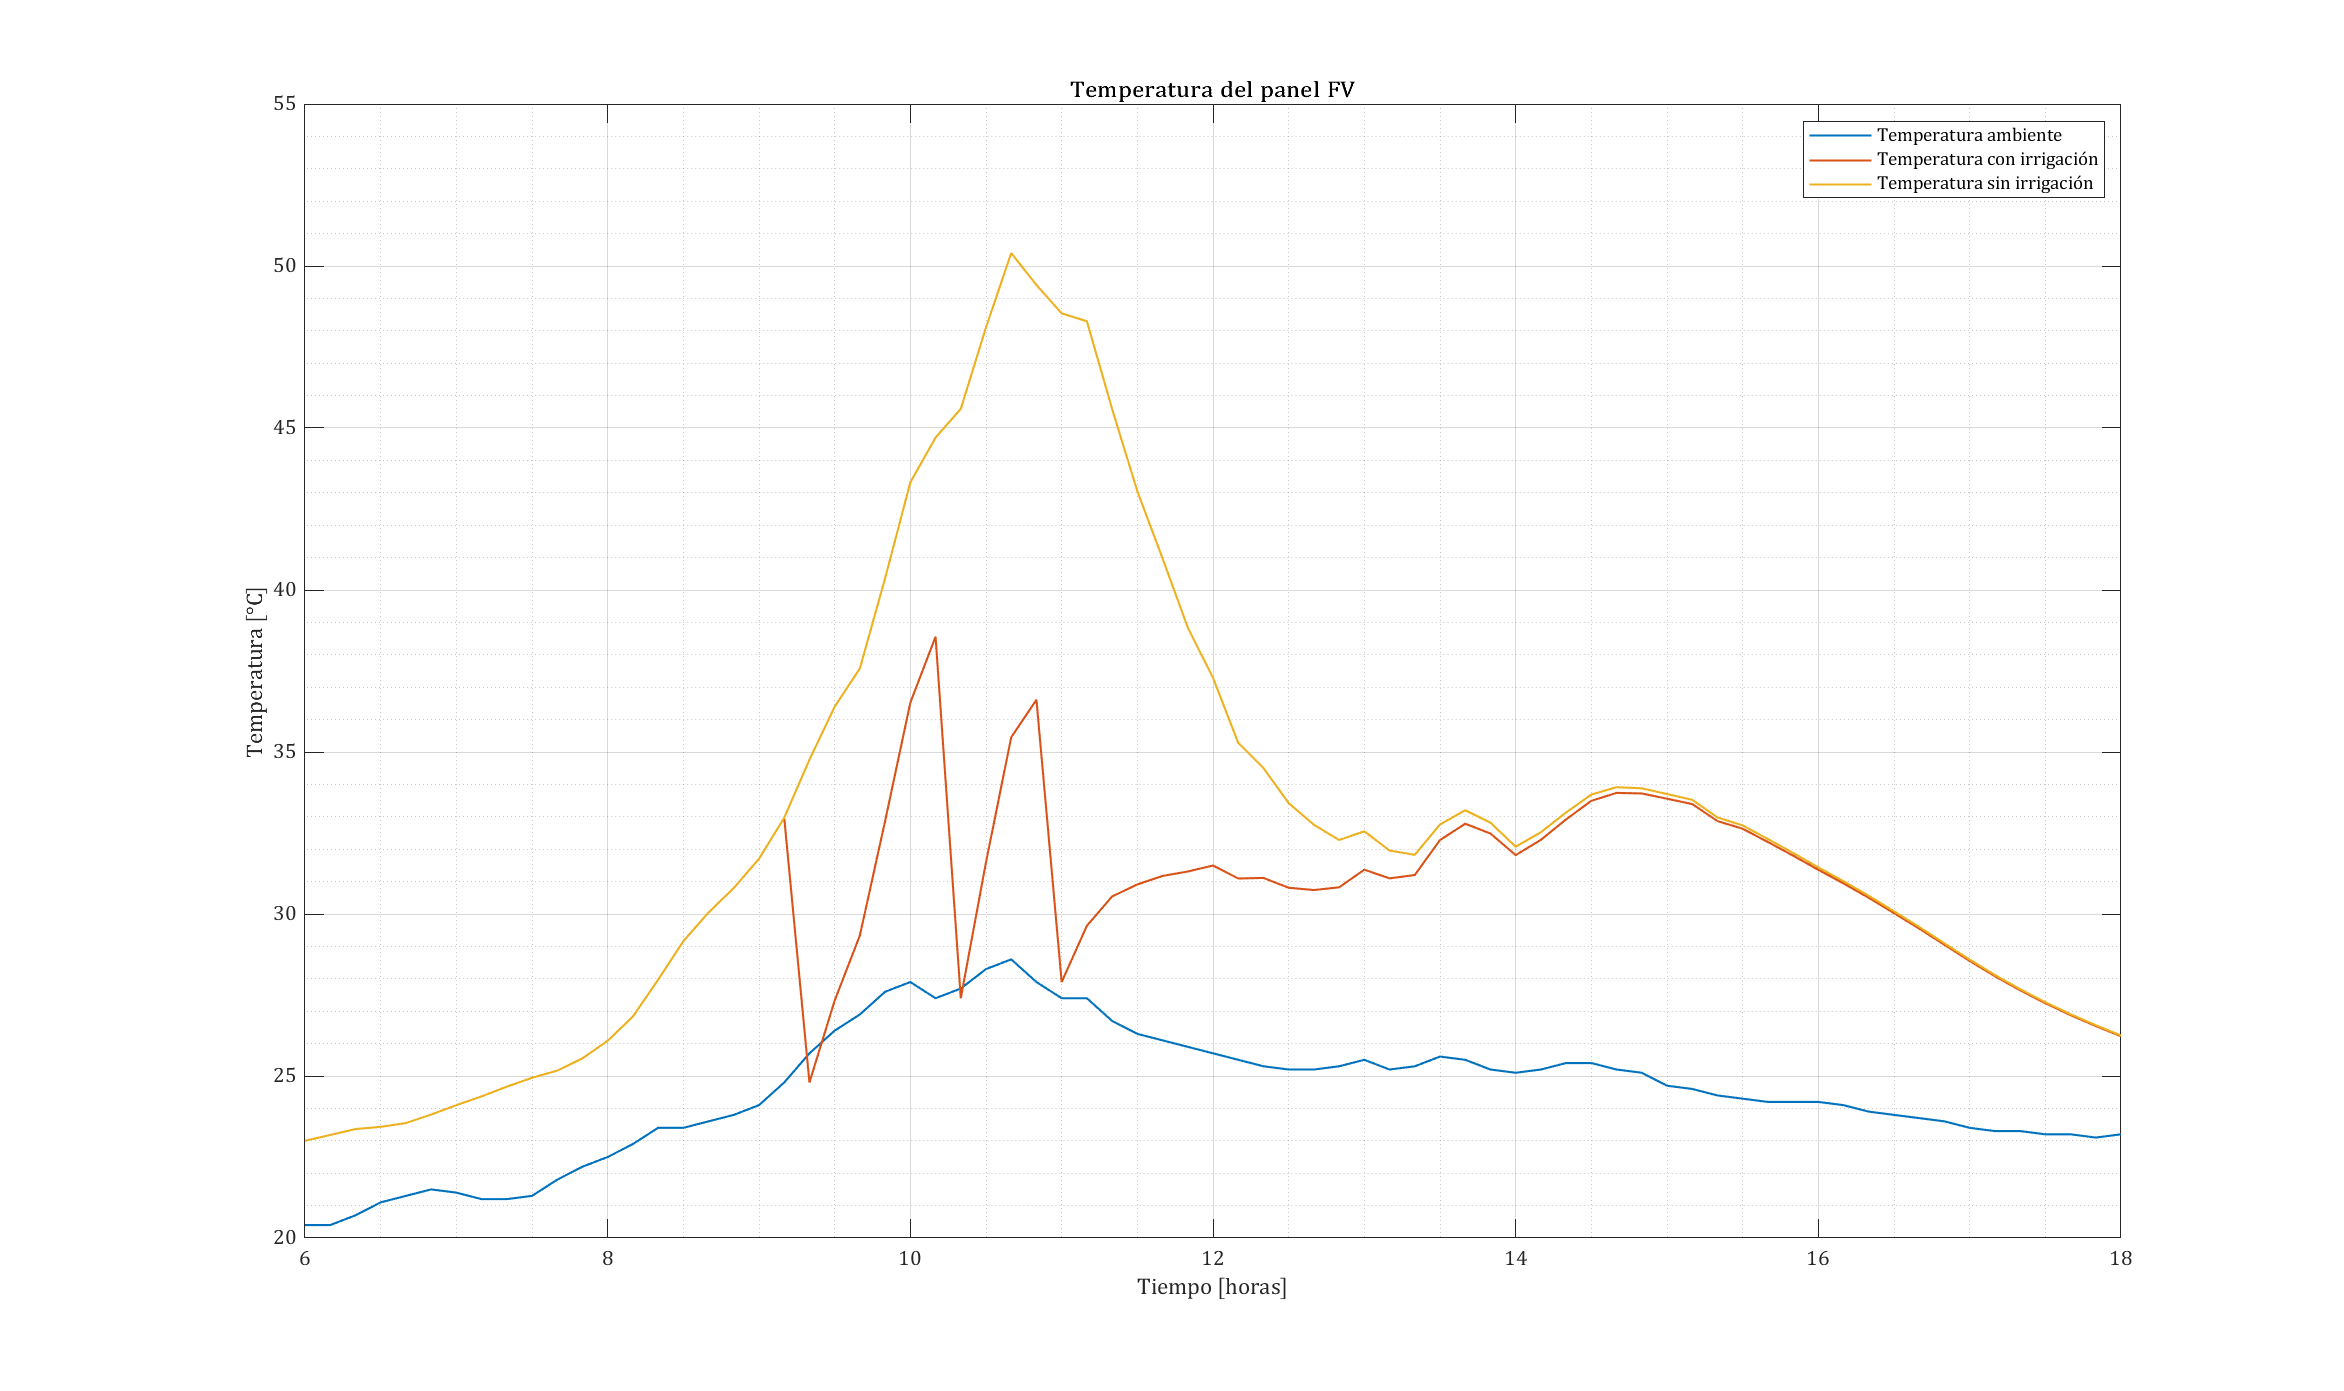 Temperatura del panel FV
Temperatura ambiente
Temperatura con irrigación
Temperatura sin irrigación
Temperatura [°C]
55
50
45
40
35
30
25
20
6 8 10 12 14 16 18
Tiempo [horas]